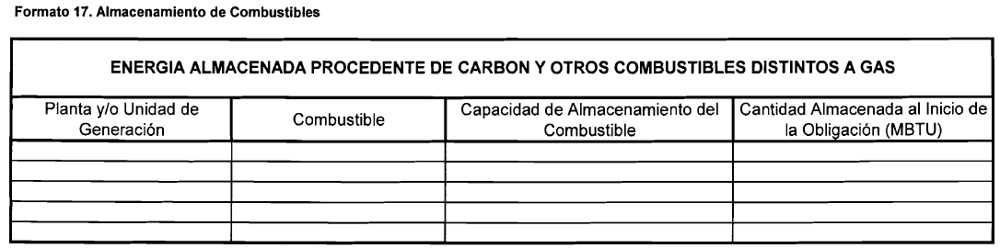 Formato 17. Almacenamiento de Combustibles
ENERGIA ALMACENADA PROCEDENTE DE CARBON Y OTROS COMBUSTIBLES DISTINTOS A GAS
Planta y/o Unidad de
Generación
Combustible
Capacidad de Almacenamiento del
Combustible
Cantidad Almacenada al Inicio de
la Obligación (MBTU)